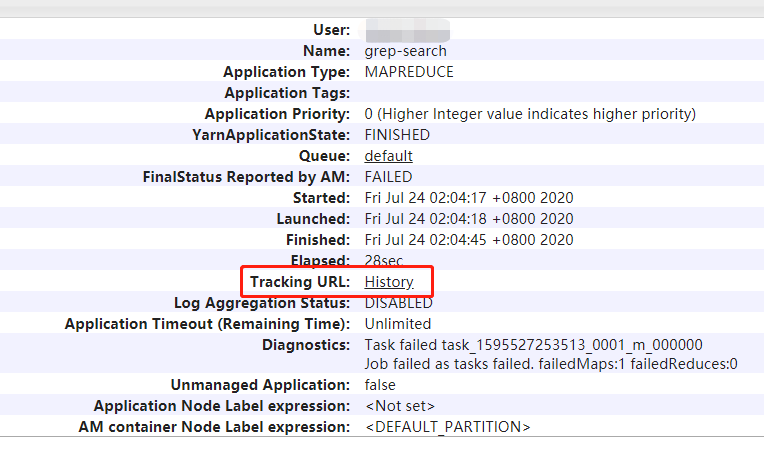 User:
Name: grep-search
Application Type: MAPREDUCE
Application Tags:
Application Priority: 0 (Higher Integer value indicates higher priority)
YarnApplicationState: FINISHED
Queue: default
FinalStatus Reported by AM: FAILED
Started: Fri Jul 24 02:04:17 +0800 2020
Launched: Fri Jul 24 02:04:18 +0800 2020
Finished: Fri Jul 24 02:04:45 +0800 2020
Elapsed: 28sec
Tracking URL: History
Log Aggregation Status: DISABLED
Application Timeout (Remaining Time): Unlimited
Diagnostics: Task failed task_1595527253513_0001_m_000000
Job failed as tasks failed. failedMaps:1 failedReduces:0
Unmanaged Application: false
Application Node Label expression: <Not set>
AM container Node Label expression: <DEFAULT_PARTITION>